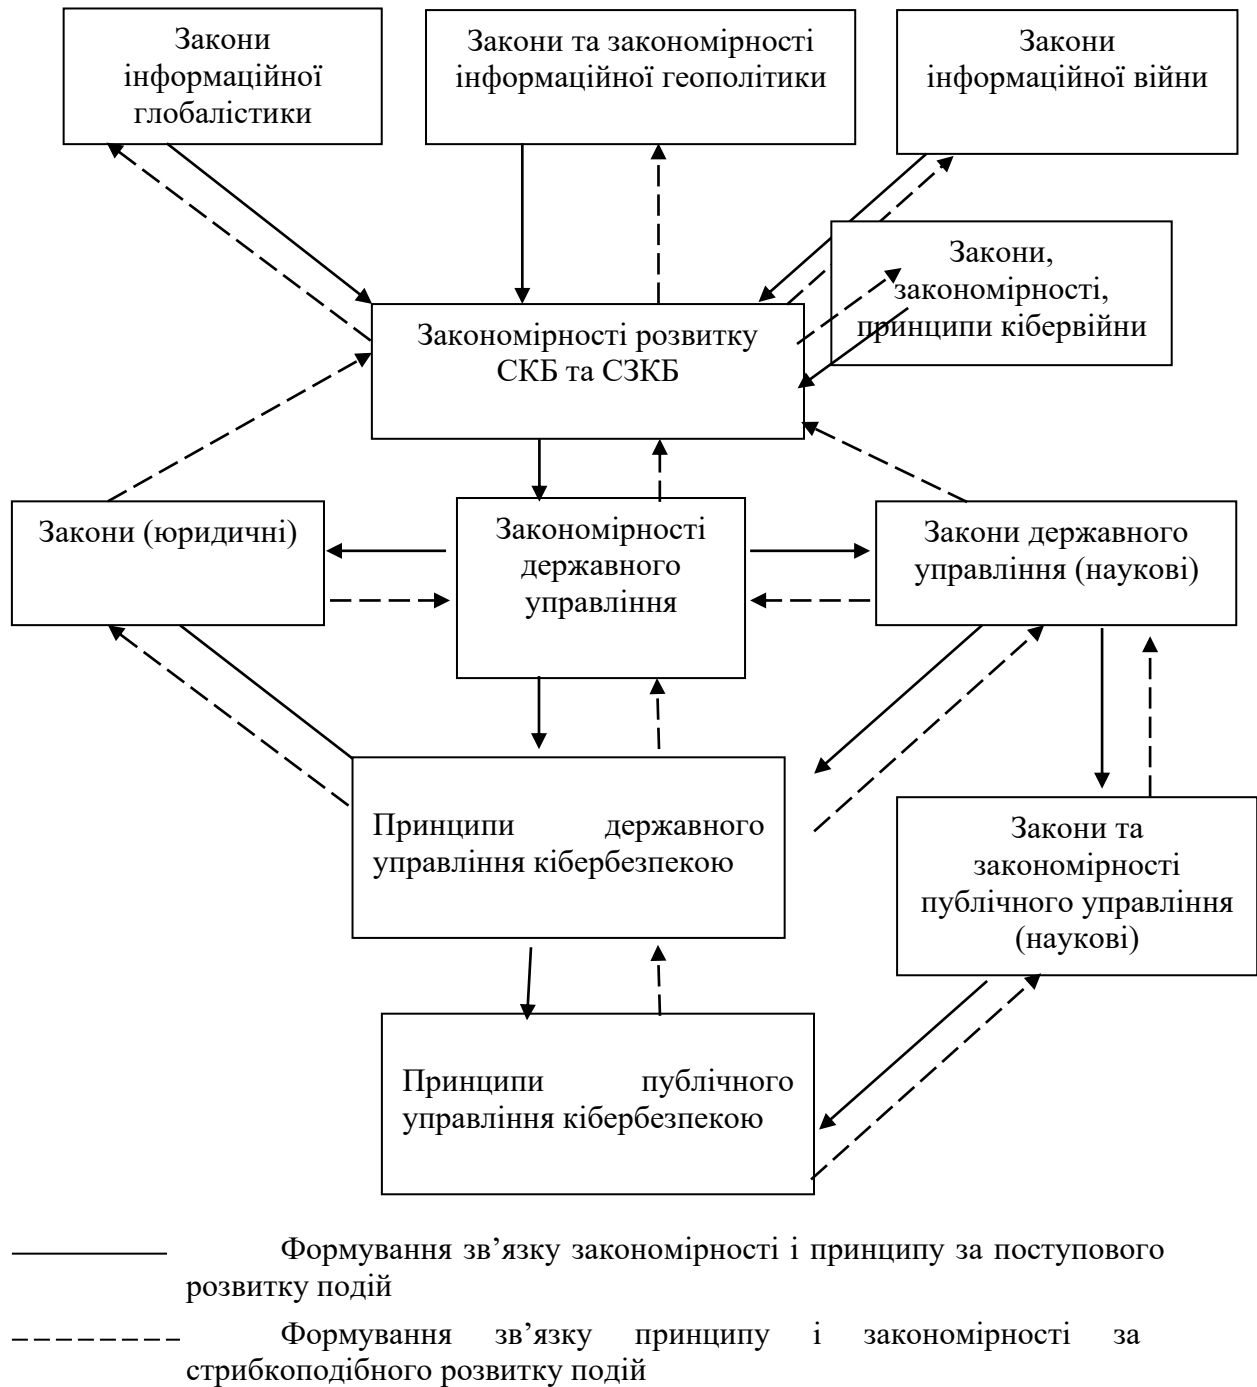 Закони
інформаційної
глобалістики
Закони та закономірності
інформаційної геополітики
Закони
інформаційної війни
Закони,
закономірності,
принципи кібервійни
Закономірності розвитку
СКБ та СЗКБ
Закони (юридичні)
Закономірності
державного
управління
Закони державного
управління (наукові)
Принципи державного
управління кібербезпекою
Закони та
закономірності
публічного управління
(наукові)
Принципи публічного
управління кібербезпекою
Формування зв’язку закономірності і принципу за поступового
розвитку подій
Формування зв’язку принципу і закономірності за
стрибкоподібного розвитку подій